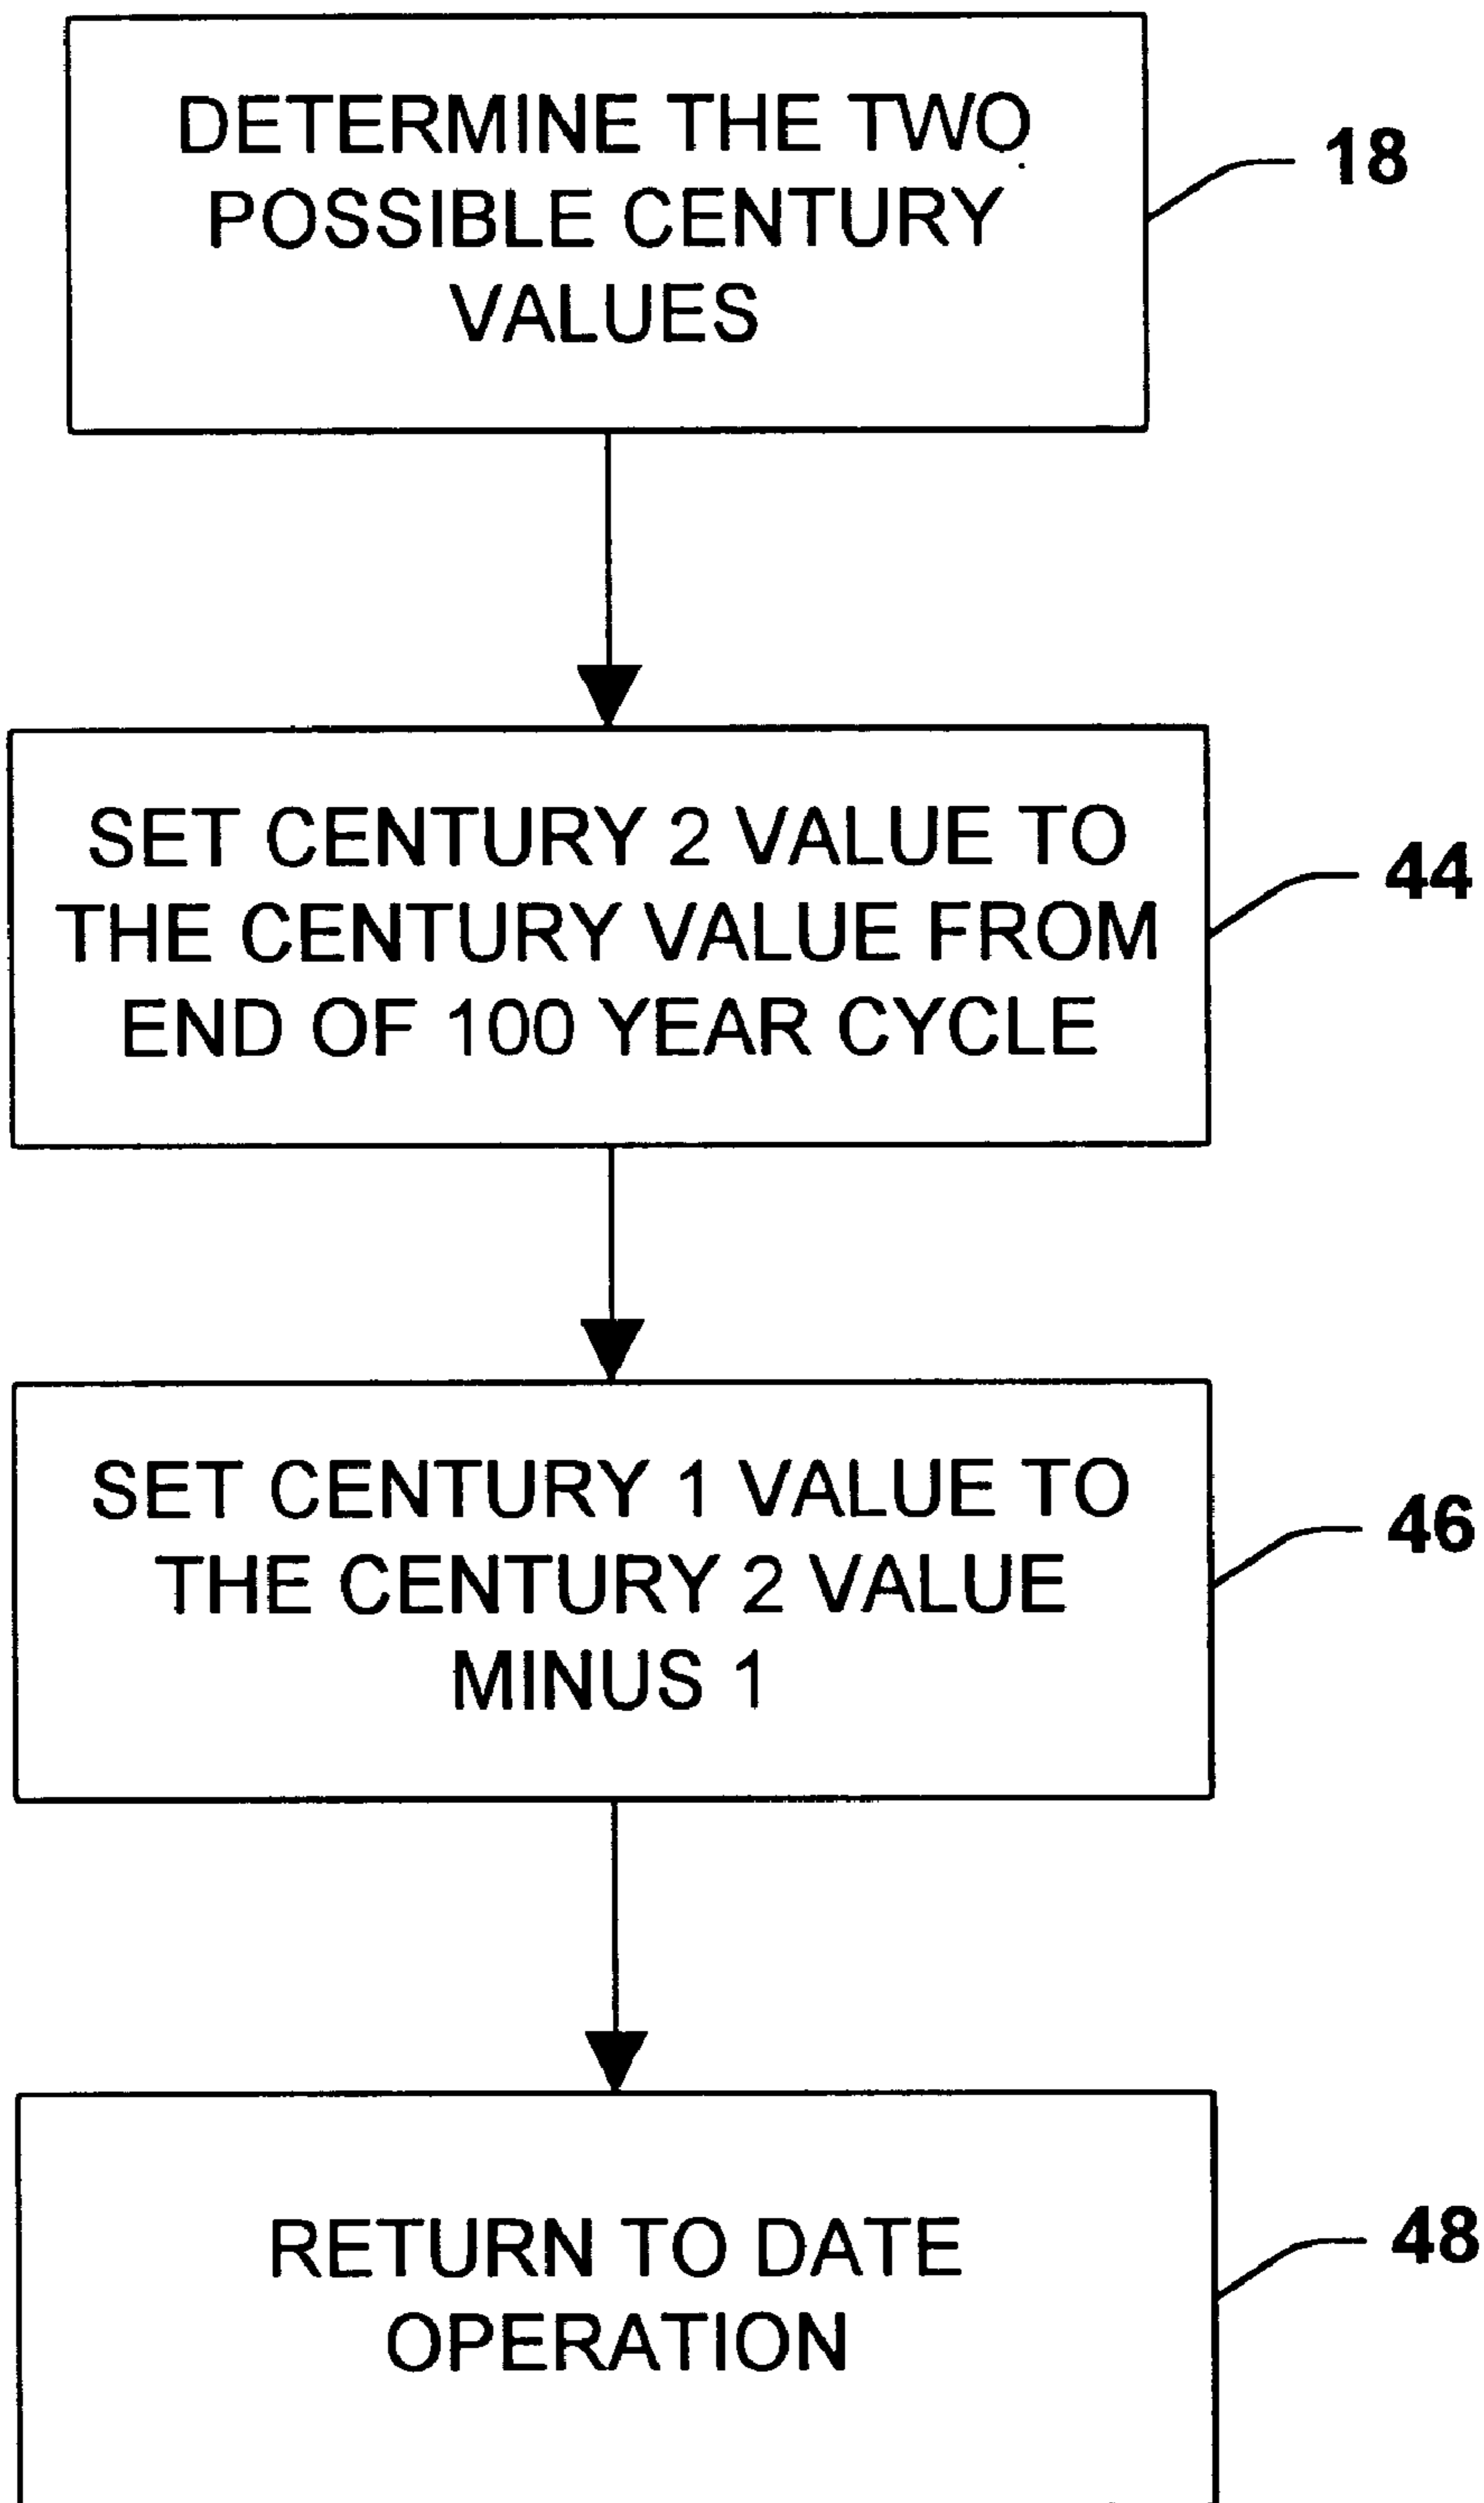 DETERMINE THE TWO
POSSIBLE CENTURY
VALUES
18
SET CENTURY 2 VALUE TO
THE CENTURY VALUE FROM
END OF 100 YEAR CYCLE
44
SET CENTURY 1 VALUE TO
THE CENTURY 2 VALUE
MINUS 1
46
RETURN TO DATE
OPERATION
48